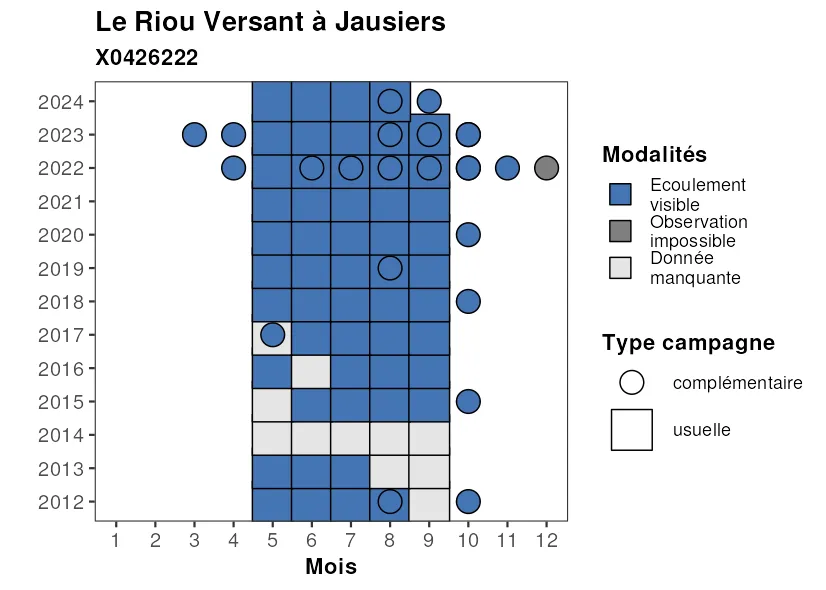 Le Riou Versant à Jausiers
X0426222
2024
2023
2022
2021
2020
2019
2018
2017
2016
2015
2014
2013
2012
1 2 3 4 5 6 7 8 9 10 11 12
Mois
Modalités
Ecoulement
visible
Observation
impossible
Donnée
manquante
Type campagne
complémentaire
usuelle